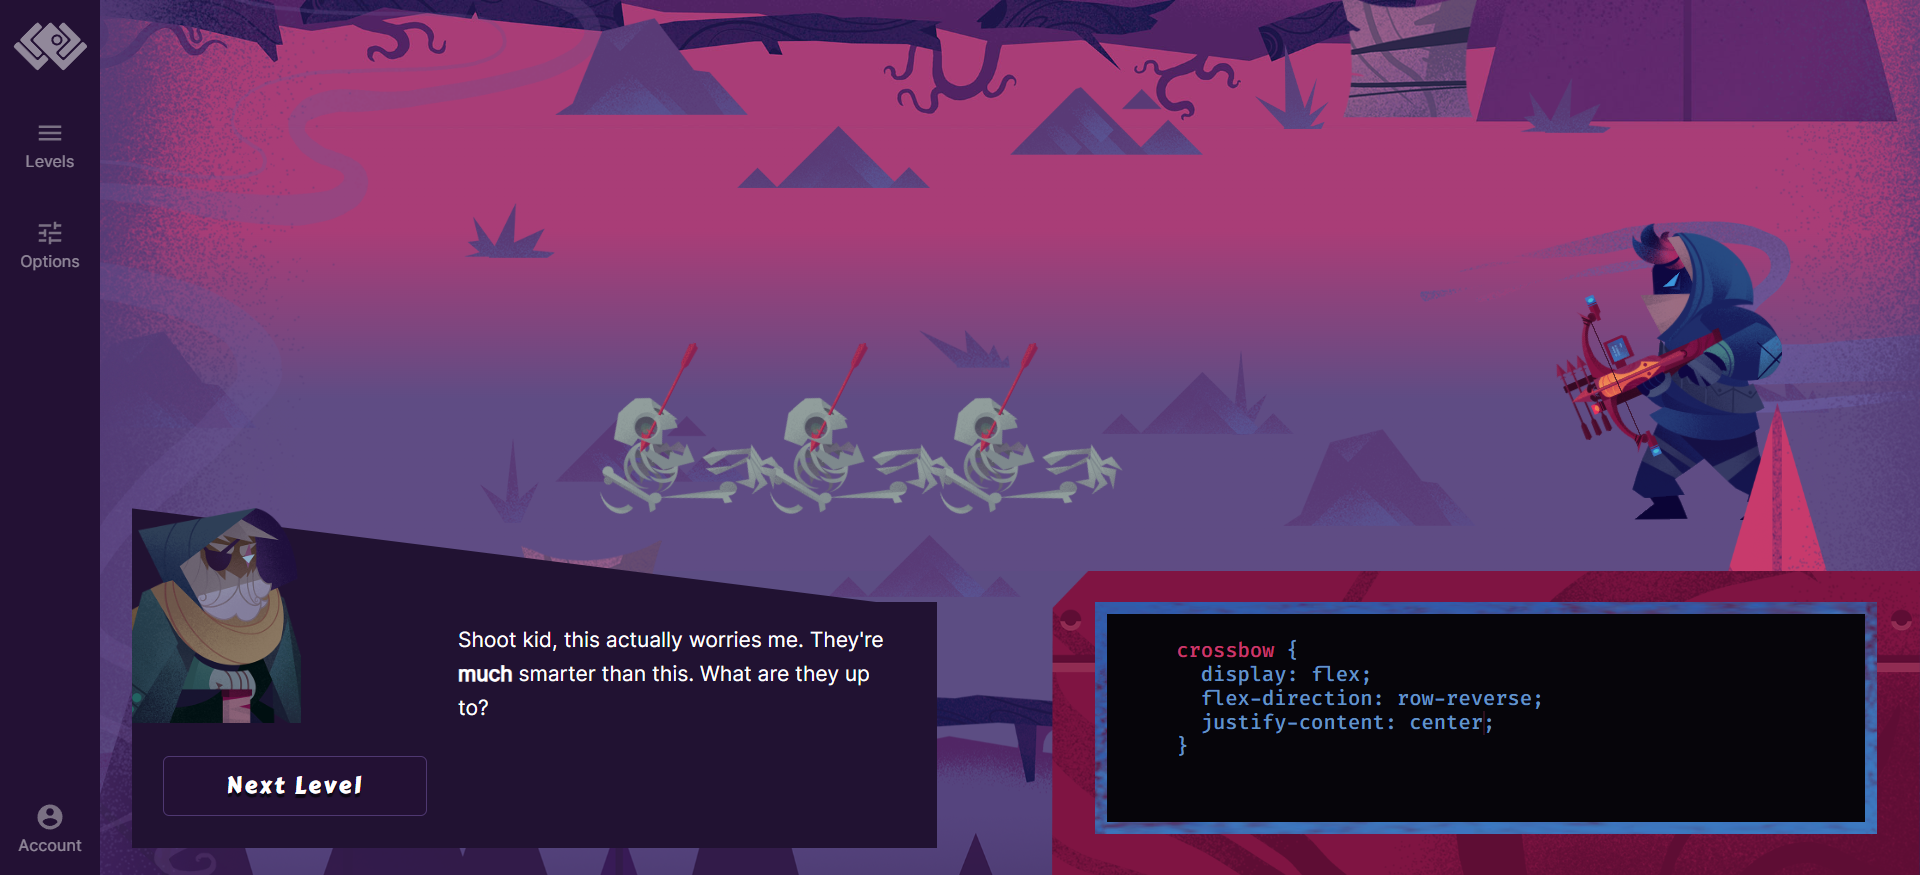 Levels
Options
Shoot kid, this actually worries me. They're
much smarter than this. What are they up
to?
Next Level
crossbow {
display: flex;
flex-direction: row-reverse;
justify-content: center;
}
Account